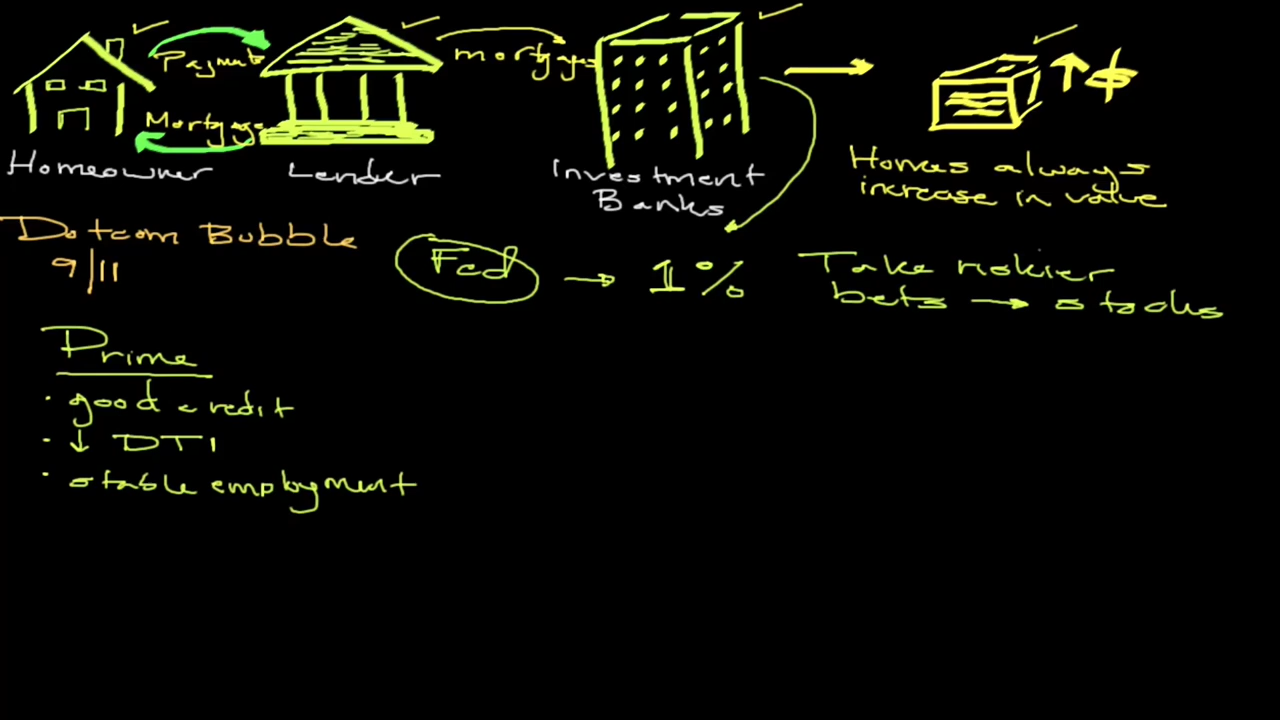 Payments
mortgages
Mortgage
$
Homeowner
Lender
Investment
Banks
Homes always
increase in value
Dotcom Bubble
9/11
Fed → 1%
Take riskier
bets → stocks
Prime
· good credit
· ↓ DTI
· stable employment